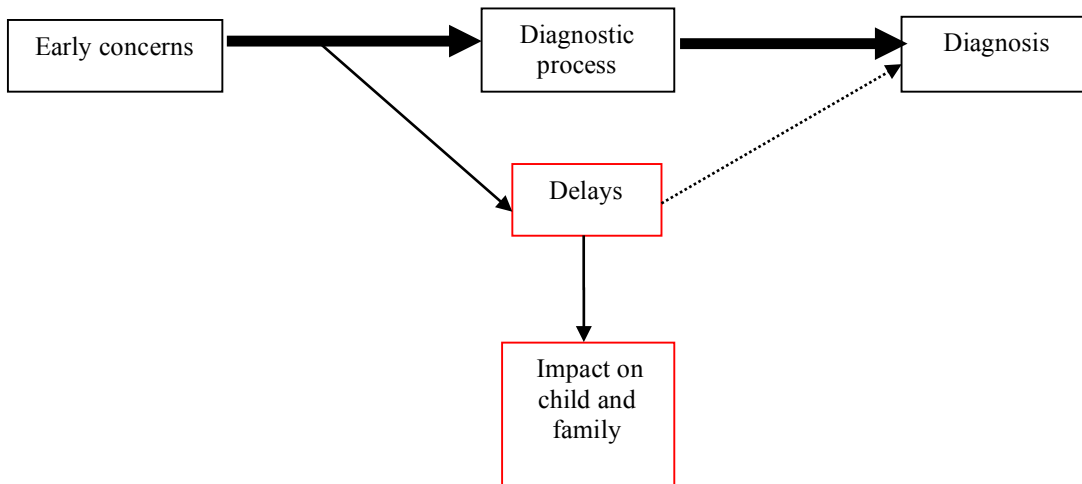 Early concerns
Diagnostic
process
Diagnosis
Delays
Impact on
child and
family